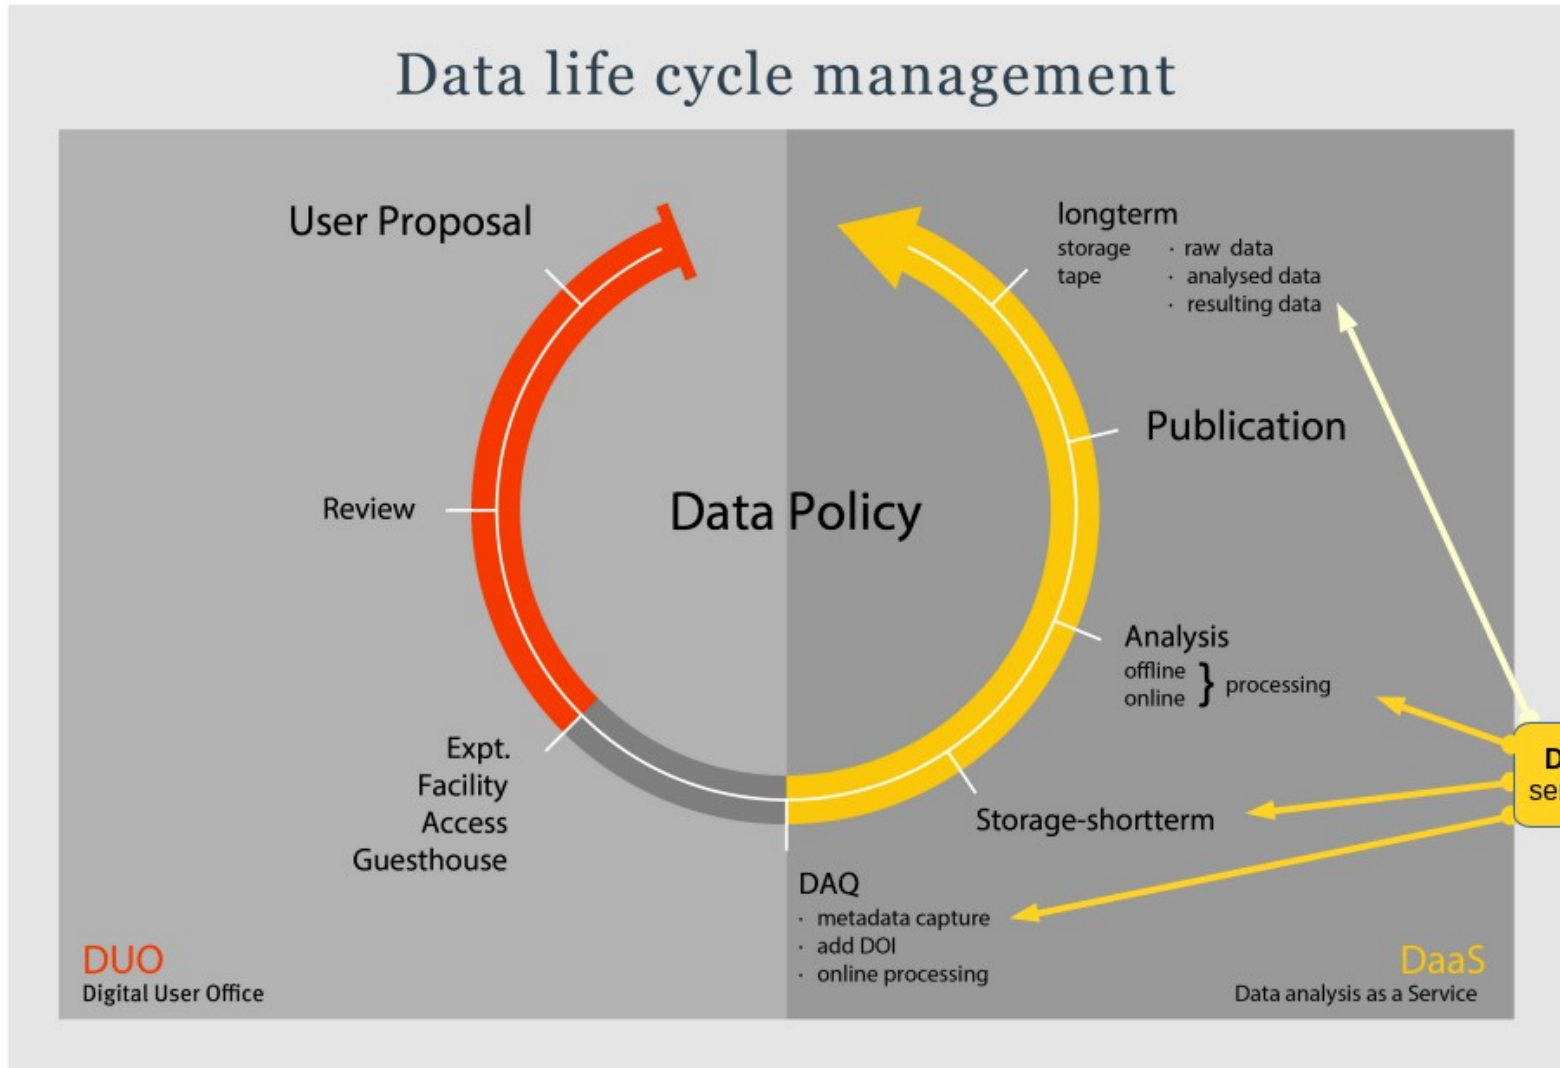 Data life cycle management
User Proposal
Review
Expt.
Facility
Access
Guesthouse
DUO
Digital User Office
Data Policy
longterm
storage · raw data
tape · analysed data
· resulting data
Publication
Analysis
offline
online } processing
Storage-shortterm
DAQ
· metadata capture
· add DOI
· online processing
DaaS
Data analysis as a Service